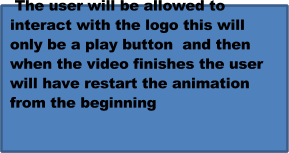 The user will be allowed to
interact with the logo this will
only be a play button  and then
when the video finishes the user
will have restart the animation
from the beginning